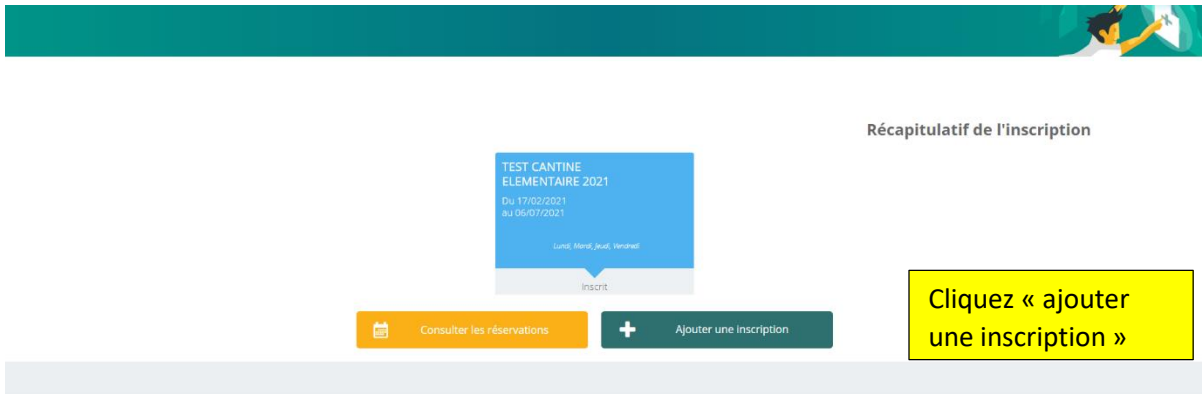 Récapitulatif de l'inscription
TEST CANTINE
ELEMENTAIRE 2021
Du 17/02/2021
au 06/07/2021
Lundi, Mardi, Jeudi, Vendredi
Inscrit
Consulter les réservations
Ajouter une inscription
Cliquez « ajouter
une inscription »